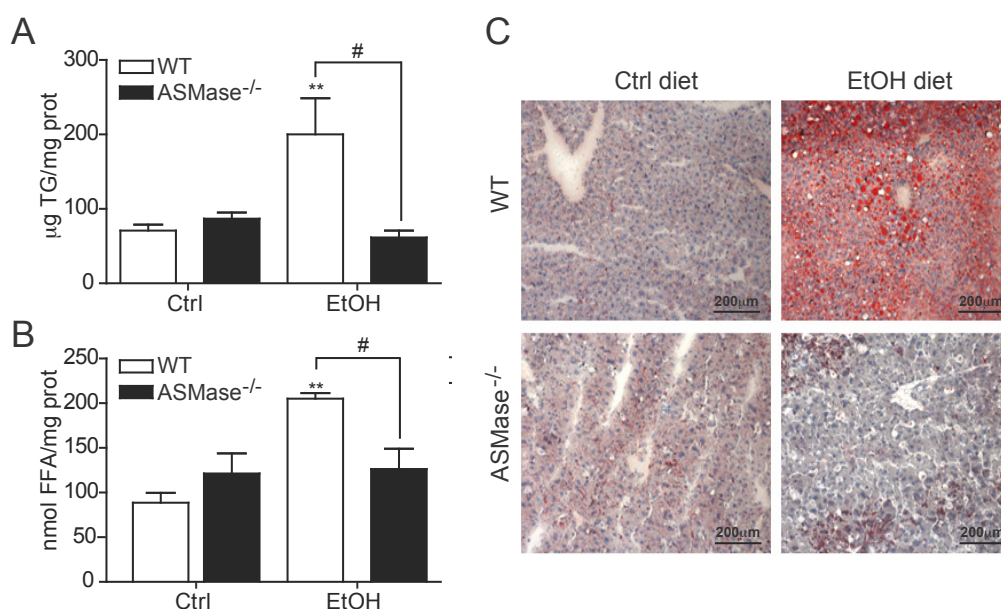 A
300
WT
ASMase-/-
#
**
200
100
0
µg TG/mg prot
Ctrl
EtOH
B
250
WT
ASMase-/-
#
**
200
150
100
50
0
nmol FFA/mg prot
Ctrl
EtOH
C
Ctrl diet
EtOH diet
WT
200µm
200µm
ASMase-/-
200µm
200µm